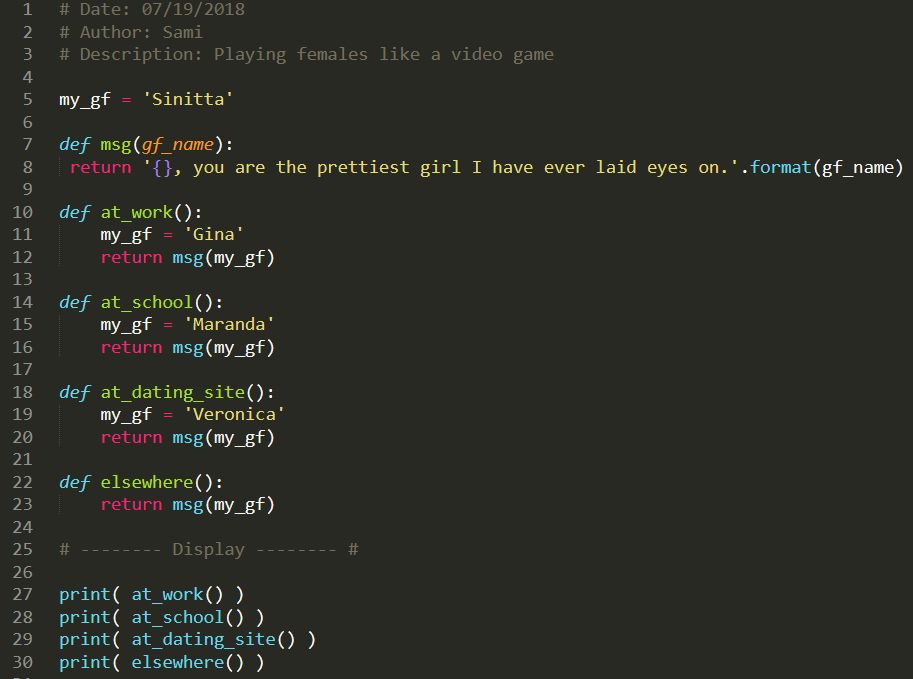 1 # Date: 07/19/2018
2 # Author: Sami
3 # Description: Playing females like a video game
4
5 my_gf = 'Sinitta'
6
7 def msg(gf_name):
8  return '{}, you are the prettiest girl I have ever laid eyes on.'.format(gf_name)
9
10 def at_work():
11     my_gf = 'Gina'
12     return msg(my_gf)
13
14 def at_school():
15     my_gf = 'Maranda'
16     return msg(my_gf)
17
18 def at_dating_site():
19     my_gf = 'Veronica'
20     return msg(my_gf)
21
22 def elsewhere():
23     return msg(my_gf)
24
25 # -------- Display -------- #
26
27 print( at_work() )
28 print( at_school() )
29 print( at_dating_site() )
30 print( elsewhere() )